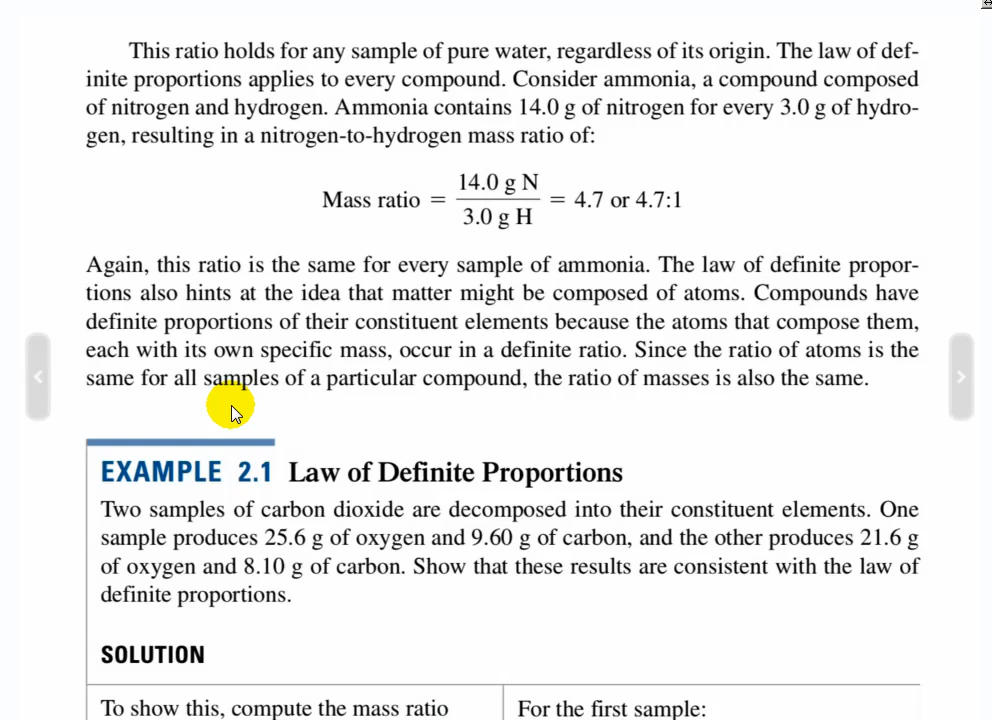 This ratio holds for any sample of pure water, regardless of its origin. The law of def-
inite proportions applies to every compound. Consider ammonia, a compound composed
of nitrogen and hydrogen. Ammonia contains 14.0 g of nitrogen for every 3.0 g of hydro-
gen, resulting in a nitrogen-to-hydrogen mass ratio of:
Mass ratio = 14.0 g N / 3.0 g H = 4.7 or 4.7:1
Again, this ratio is the same for every sample of ammonia. The law of definite propor-
tions also hints at the idea that matter might be composed of atoms. Compounds have
definite proportions of their constituent elements because the atoms that compose them,
each with its own specific mass, occur in a definite ratio. Since the ratio of atoms is the
same for all samples of a particular compound, the ratio of masses is also the same.
EXAMPLE 2.1 Law of Definite Proportions
Two samples of carbon dioxide are decomposed into their constituent elements. One
sample produces 25.6 g of oxygen and 9.60 g of carbon, and the other produces 21.6 g
of oxygen and 8.10 g of carbon. Show that these results are consistent with the law of
definite proportions.
SOLUTION
To show this, compute the mass ratio
For the first sample: